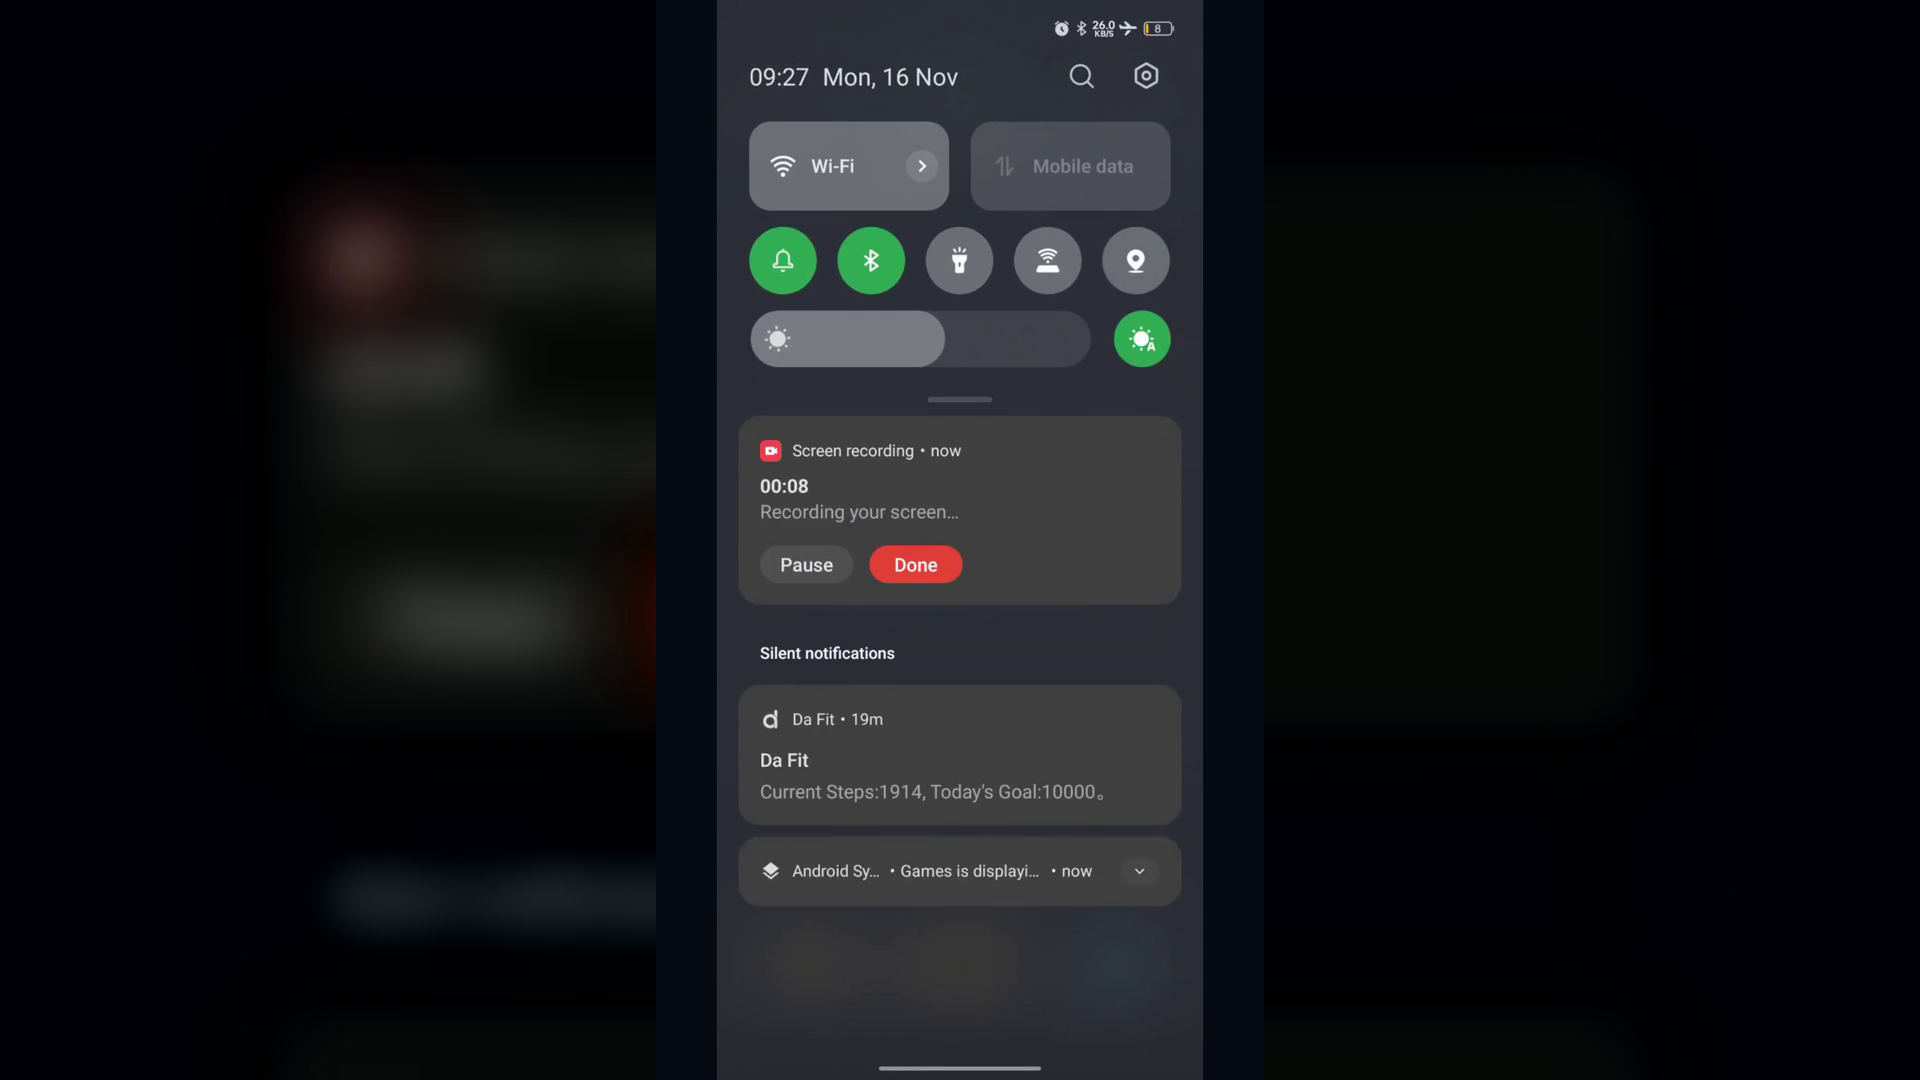 26.0
KB/S
8
09:27 Mon, 16 Nov
Wi-Fi
Mobile data
A
Screen recording • now
00:08
Recording your screen...
Pause
Done
Silent notifications
Da Fit • 19m
Da Fit
Current Steps:1914, Today's Goal:10000。
Android Sy... • Games is displayi... • now